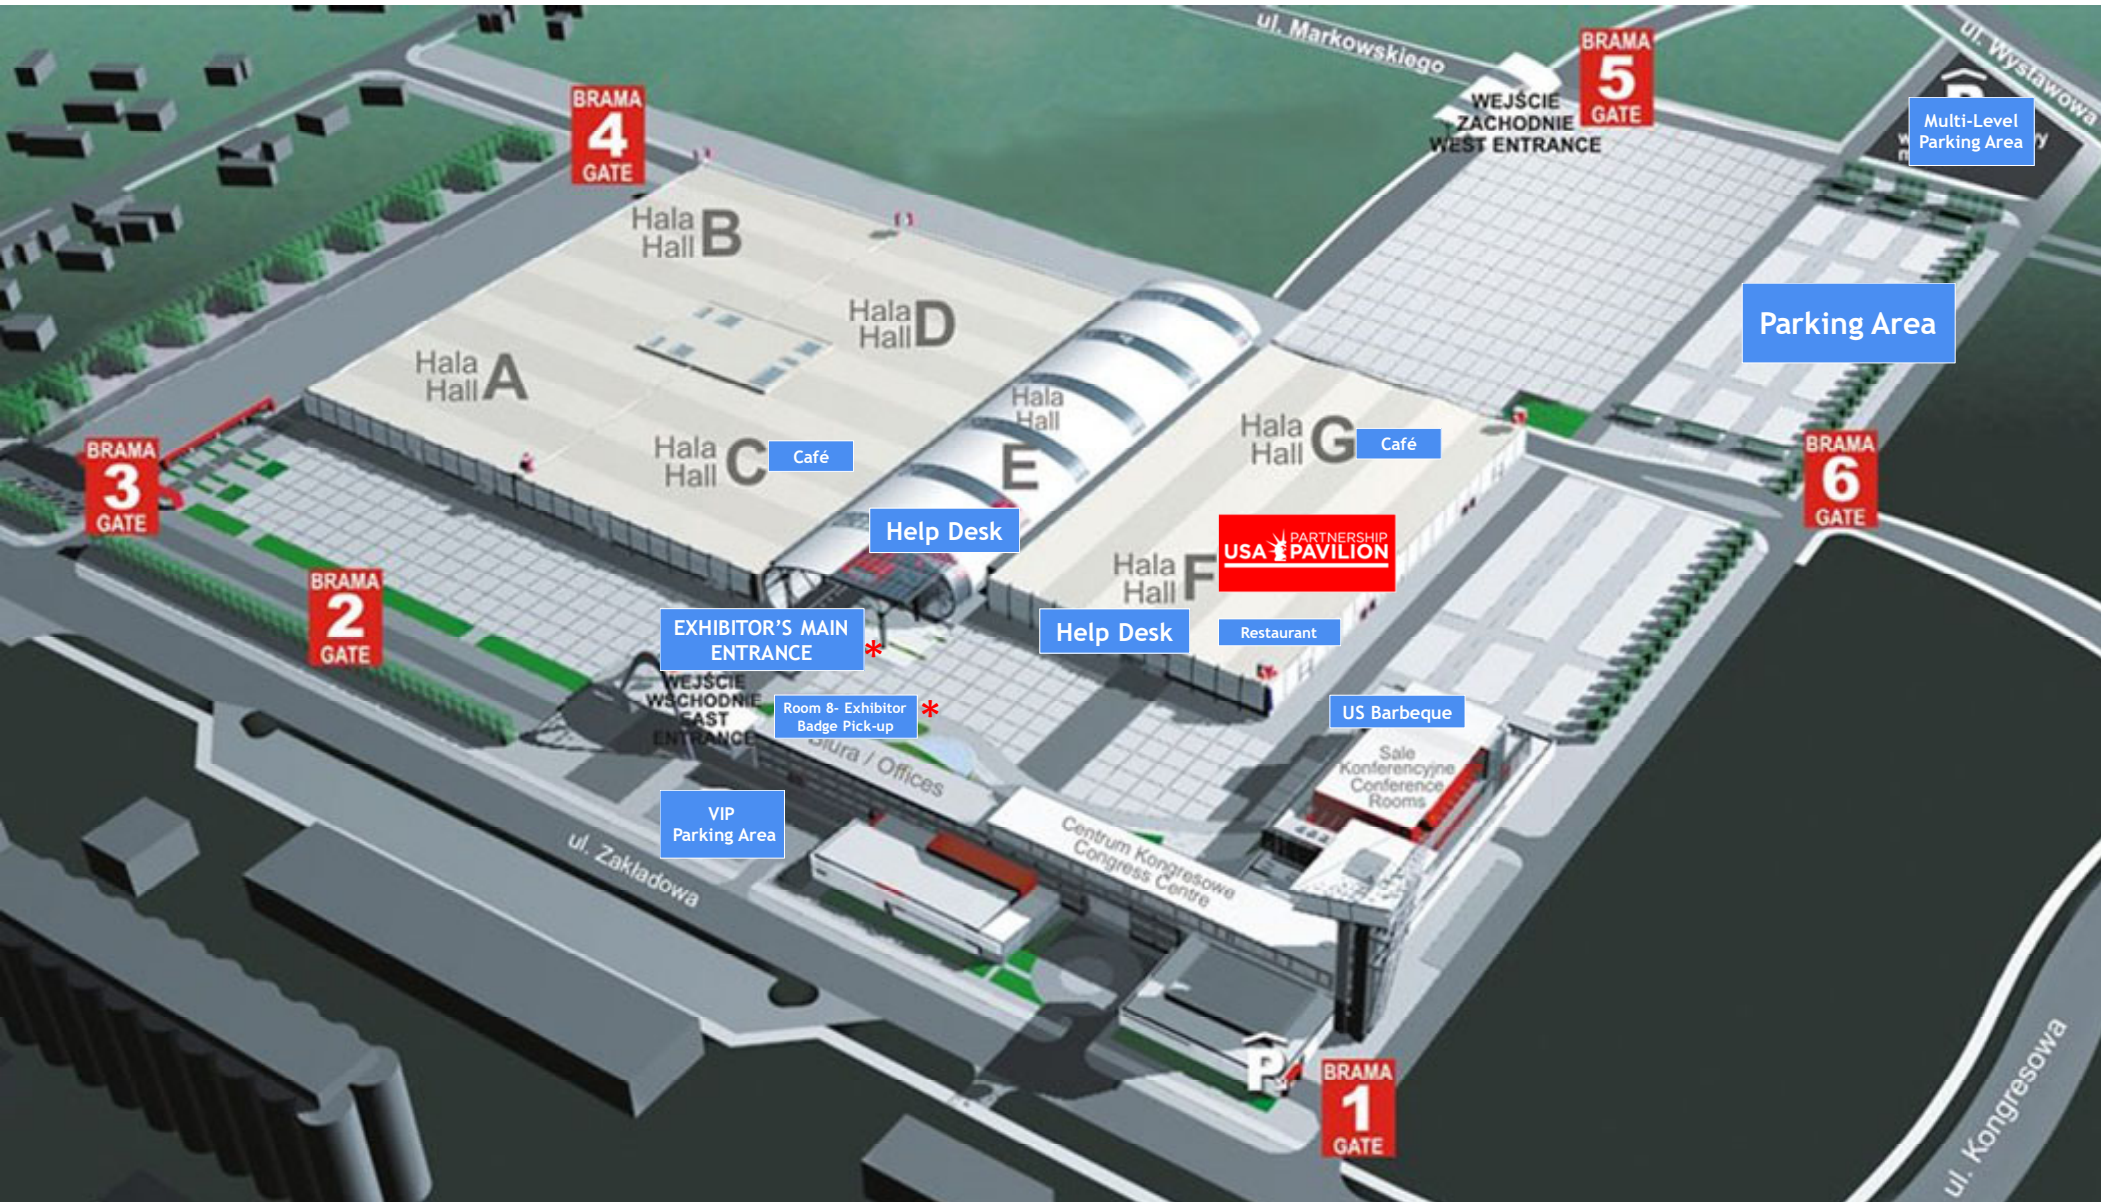 ul. Markowskiego
ul. Wystawowa
BRAMA
5
GATE
WEJŚCIE
ZACHODNIE
WEST ENTRANCE
Multi-Level
Parking Area
BRAMA
4
GATE
Hala
Hall B
Hala
Hall D
Parking Area
Hala
Hall A
Hala
Hall
E
Hala
Hall G
Café
Hala
Hall C
Café
BRAMA
3
GATE
BRAMA
6
GATE
Help Desk
USA PARTNERSHIP
PAVILION
Hala
Hall F
BRAMA
2
GATE
EXHIBITOR'S MAIN
ENTRANCE *
Help Desk
Restaurant
WEJŚCIE
WSCHODNIE
EAST
ENTRANCE
Room 8- Exhibitor
Badge Pick-up *
US Barbeque
Biura / Offices
Sale
Konferencyjne
Conference
Rooms
VIP
Parking Area
ul. Zakładowa
Centrum Kongresowe
Congress Centre
P
BRAMA
1
GATE
ul. Kongresowa